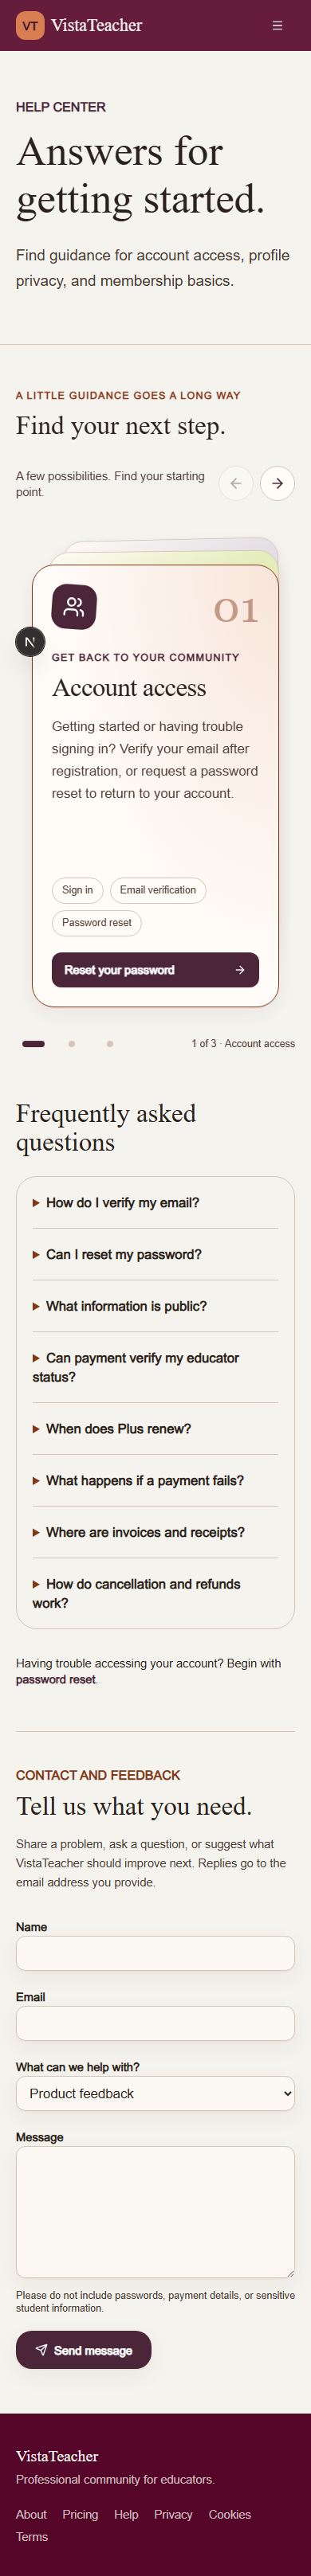 VT VistaTeacher
HELP CENTER
Answers for
getting started.
Find guidance for account access, profile
privacy, and membership basics.
A LITTLE GUIDANCE GOES A LONG WAY
Find your next step.
A few possibilities. Find your starting
point.
01
N
GET BACK TO YOUR COMMUNITY
Account access
Getting started or having trouble
signing in? Verify your email after
registration, or request a password
reset to return to your account.
Sign in
Email verification
Password reset
Reset your password
1 of 3 · Account access
Frequently asked
questions
How do I verify my email?
Can I reset my password?
What information is public?
Can payment verify my educator
status?
When does Plus renew?
What happens if a payment fails?
Where are invoices and receipts?
How do cancellation and refunds
work?
Having trouble accessing your account? Begin with
password reset.
CONTACT AND FEEDBACK
Tell us what you need.
Share a problem, ask a question, or suggest what
VistaTeacher should improve next. Replies go to the
email address you provide.
Name
Email
What can we help with?
Product feedback
Message
Please do not include passwords, payment details, or sensitive
student information.
Send message
VistaTeacher
Professional community for educators.
About Pricing Help Privacy Cookies
Terms